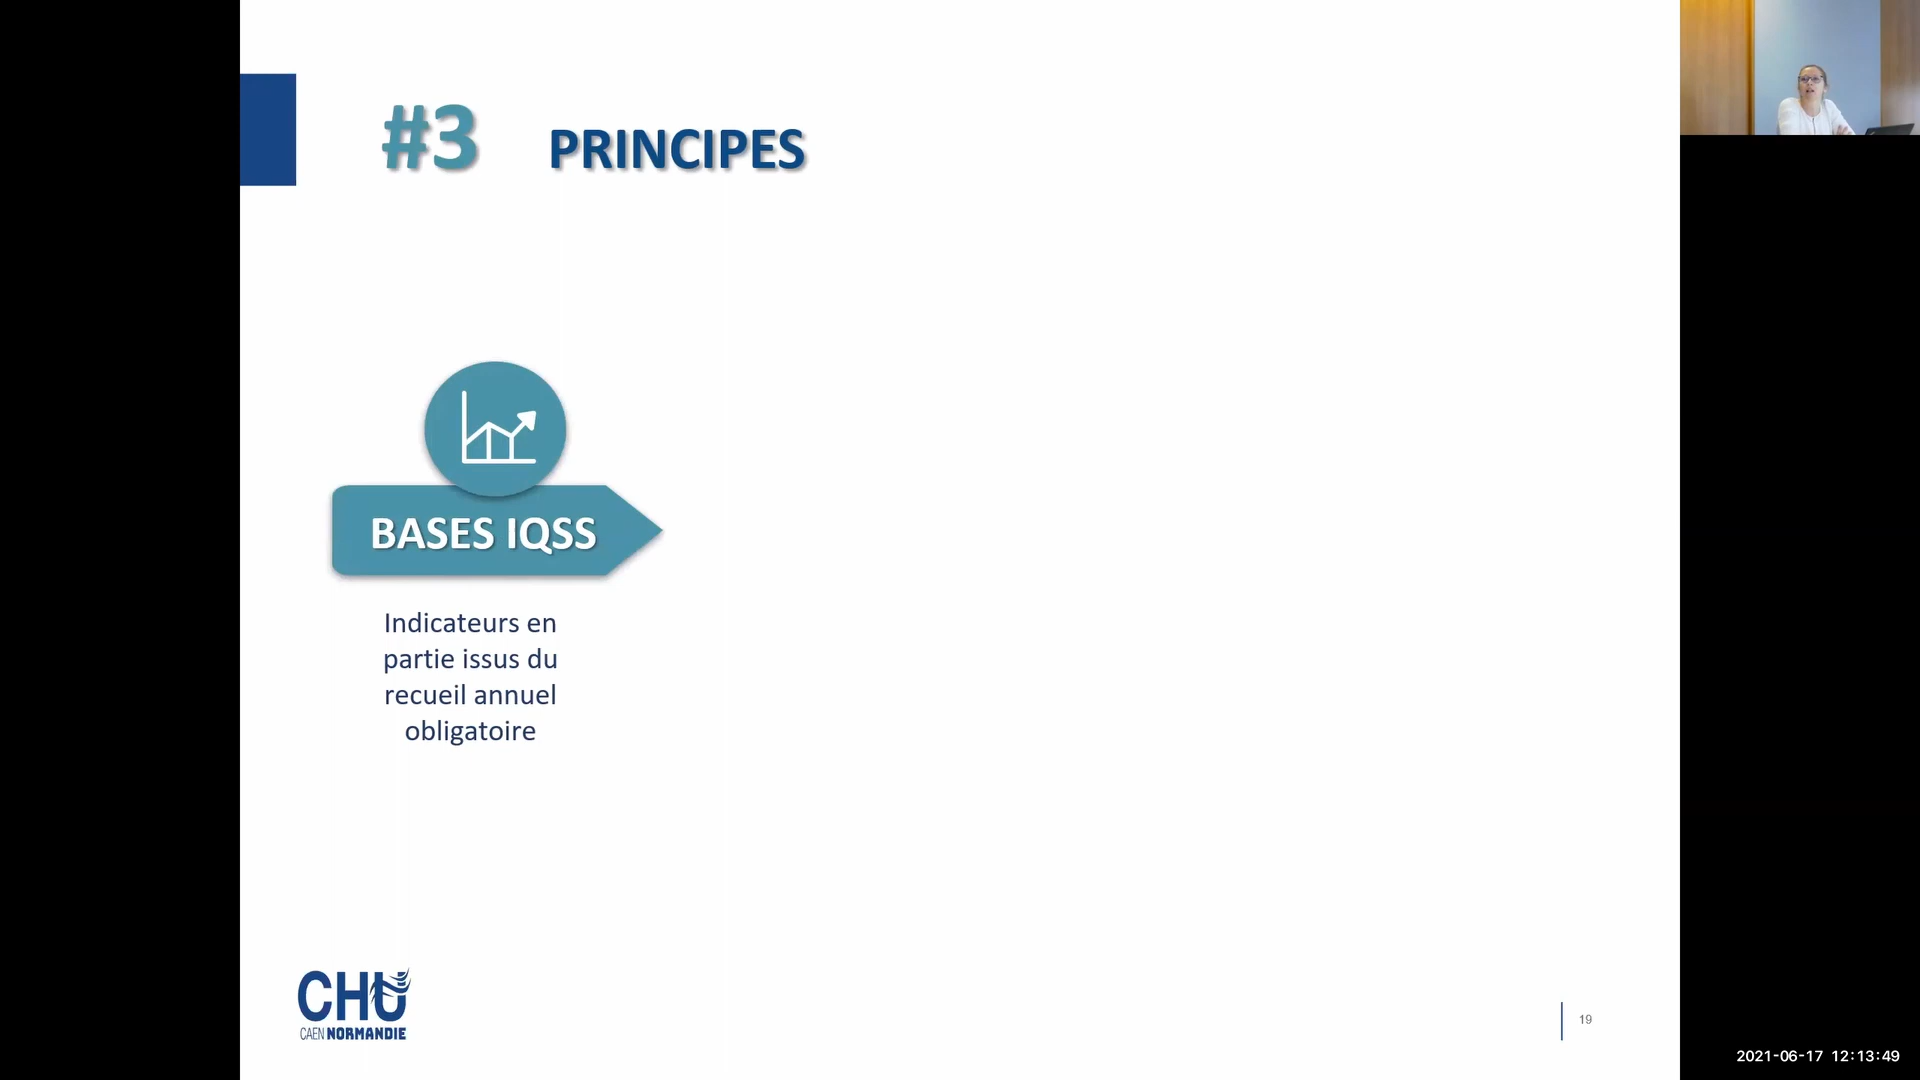 #3 PRINCIPES
BASES IQSS
Indicateurs en
partie issus du
recueil annuel
obligatoire
CHU
CAEN NORMANDIE
19
2021-06-17 12:13:49